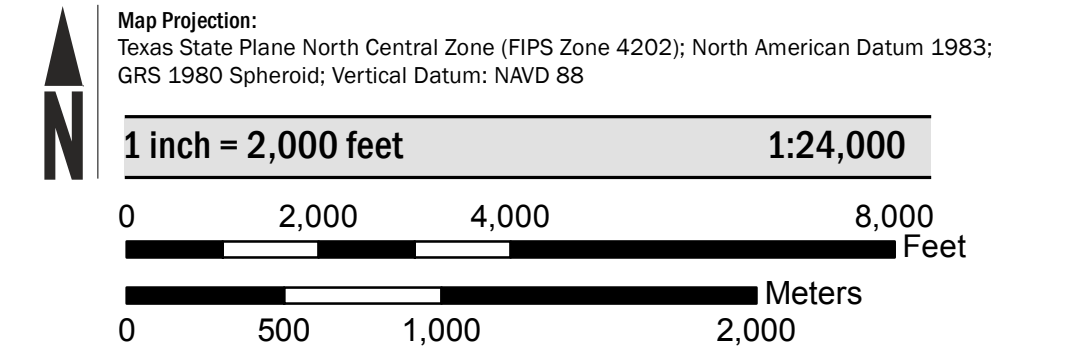 N
Map Projection:
Texas State Plane North Central Zone (FIPS Zone 4202); North American Datum 1983;
GRS 1980 Spheroid; Vertical Datum: NAVD 88
1 inch = 2,000 feet 1:24,000
0 2,000 4,000 8,000
Feet
Meters
0 500 1,000 2,000